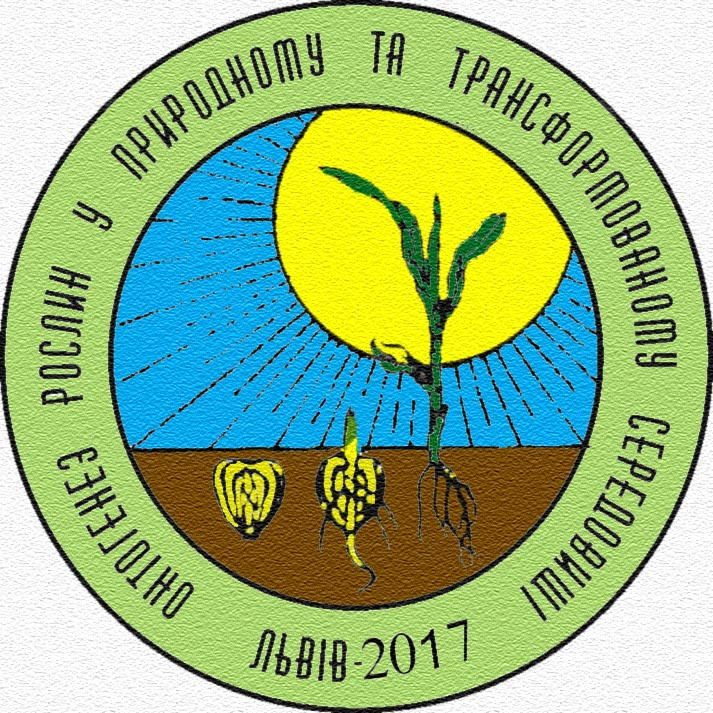 ОНТОГЕНЕЗ РОСЛИН У ПРИРОДНОМУ ТА ТРАНСФОРМОВАНОМУ СЕРЕДОВИЩІ
ЛЬВІВ-2017